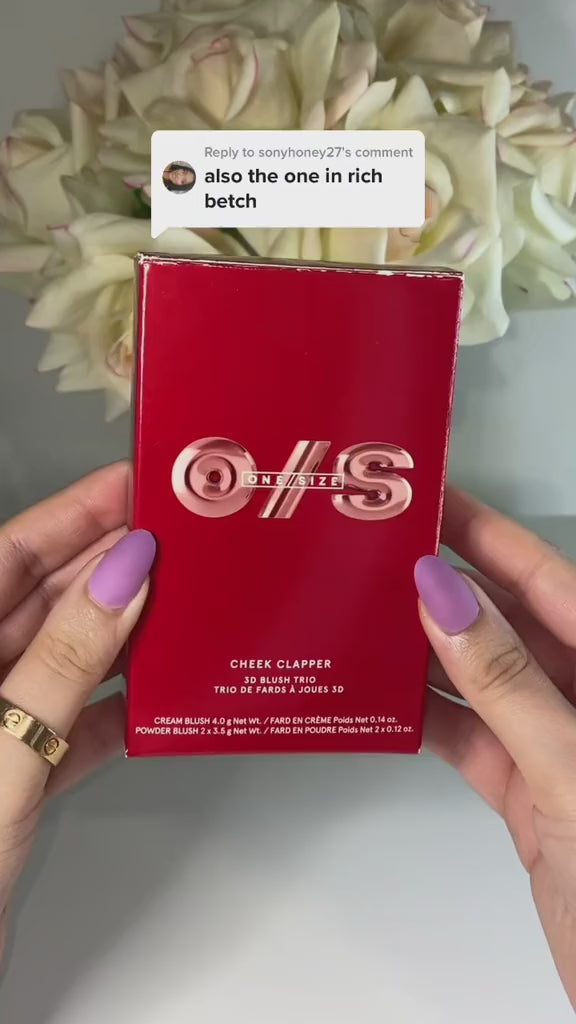 Reply to sonyhoney27's comment
also the one in rich
betch
O/S
ONE/SIZE
CHEEK CLAPPER
3D BLUSH TRIO
TRIO DE FARDS À JOUES 3D
CREAM BLUSH 4.0 g Net Wt. / FARD EN CRÈME Poids Net 0.14 oz.
POWDER BLUSH 2 x 3.5 g Net Wt. / FARD EN POUDRE Poids Net 2 x 0.12 oz.